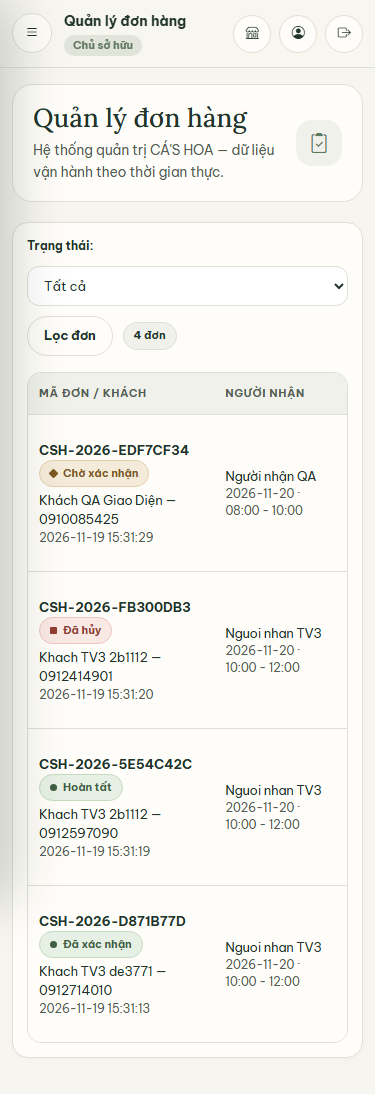 Quản lý đơn hàng
Chủ sở hữu
Quản lý đơn hàng
Hệ thống quản trị CÁ'S HOA — dữ liệu
vận hành theo thời gian thực.
Trạng thái:
Tất cả
Lọc đơn
4 đơn
MÃ ĐƠN / KHÁCH
NGƯỜI NHẬN
CSH-2026-EDF7CF34
Chờ xác nhận
Khách QA Giao Diện —
0910085425
2026-11-19 15:31:29
Người nhận QA
2026-11-20 ·
08:00 - 10:00
CSH-2026-FB300DB3
Đã hủy
Khach TV3 2b1112 —
0912414901
2026-11-19 15:31:20
Nguoi nhan TV3
2026-11-20 ·
10:00 - 12:00
CSH-2026-5E54C42C
Hoàn tất
Khach TV3 2b1112 —
0912597090
2026-11-19 15:31:19
Nguoi nhan TV3
2026-11-20 ·
10:00 - 12:00
CSH-2026-D871B77D
Đã xác nhận
Khach TV3 de3771 —
0912714010
2026-11-19 15:31:13
Nguoi nhan TV3
2026-11-20 ·
10:00 - 12:00